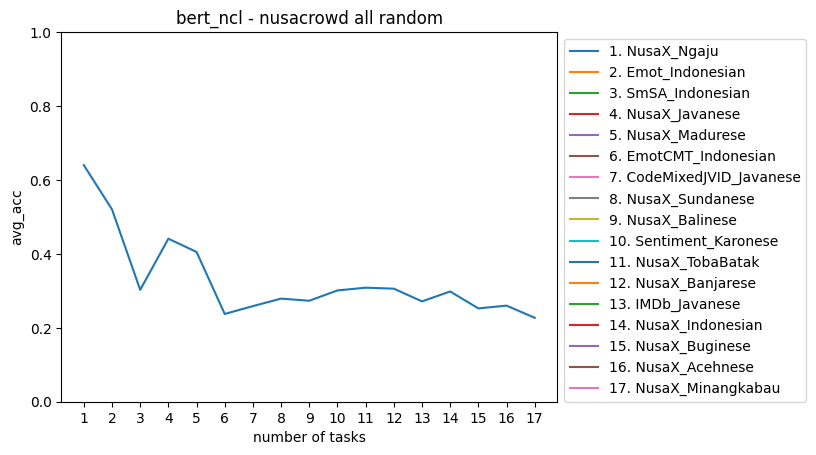 bert_ncl - nusacrowd all random
avg_acc
1.0
0.8
0.6
0.4
0.2
0.0
1 2 3 4 5 6 7 8 9 10 11 12 13 14 15 16 17
number of tasks
1. NusaX_Ngaju
2. Emot_Indonesian
3. SmSA_Indonesian
4. NusaX_Javanese
5. NusaX_Madurese
6. EmotCMT_Indonesian
7. CodeMixedJVID_Javanese
8. NusaX_Sundanese
9. NusaX_Balinese
10. Sentiment_Karonese
11. NusaX_TobaBatak
12. NusaX_Banjarese
13. IMDb_Javanese
14. NusaX_Indonesian
15. NusaX_Buginese
16. NusaX_Acehnese
17. NusaX_Minangkabau